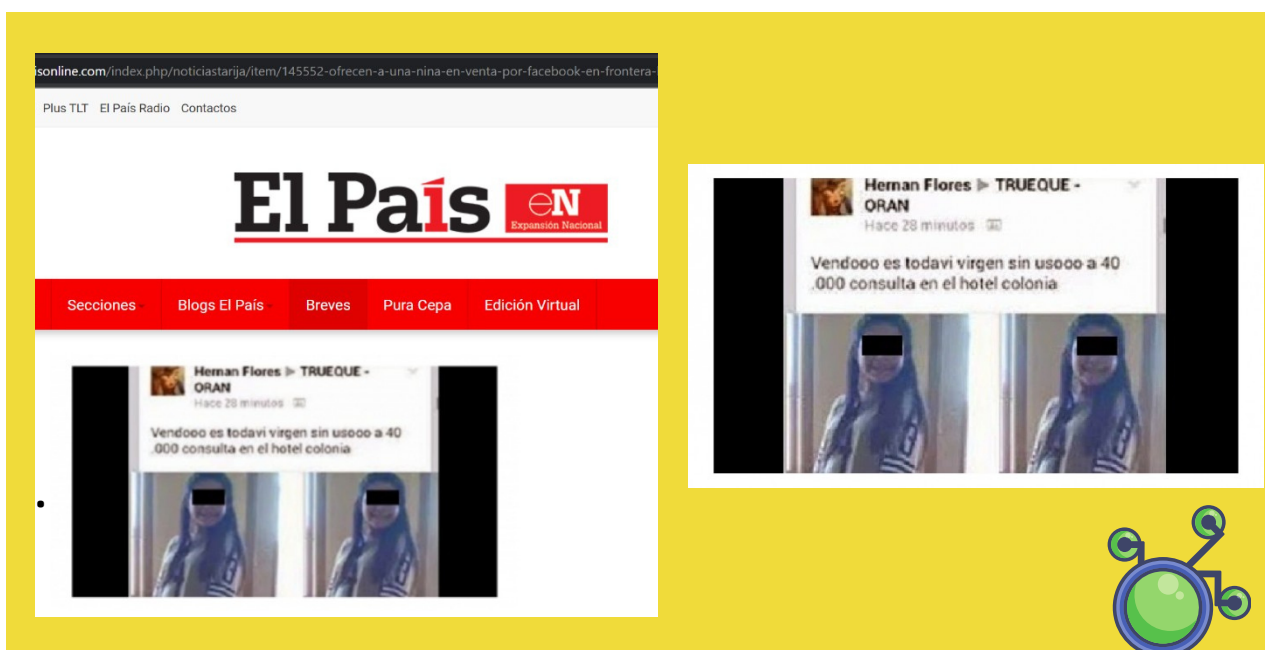 isonline.com/index.php/noticiastarija/item/145552-ofrecen-a-una-nina-en-venta-por-facebook-en-frontera-
Plus TLT El País Radio Contactos
El País eN
Expansión Nacional
Secciones Blogs El País Breves Pura Cepa Edición Virtual
Hernan Flores ▶ TRUEQUE -
ORAN
Hace 28 minutos
Vendooo es todavi virgen sin usooo a 40
.000 consulta en el hotel colonia
Hernan Flores ▶ TRUEQUE -
ORAN
Hace 28 minutos
Vendooo es todavi virgen sin usooo a 40
.000 consulta en el hotel colonia